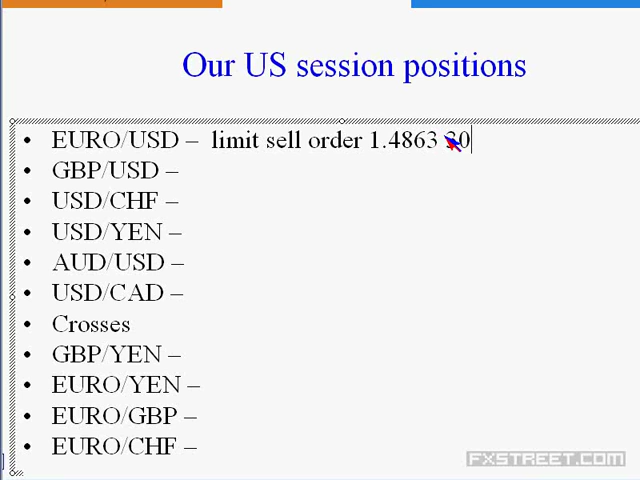 Our US session positions
• EURO/USD – limit sell order 1.4863
• GBP/USD –
• USD/CHF –
• USD/YEN –
• AUD/USD –
• USD/CAD –
• Crosses
• GBP/YEN –
• EURO/YEN –
• EURO/GBP –
• EURO/CHF –
FXSTREET.COM